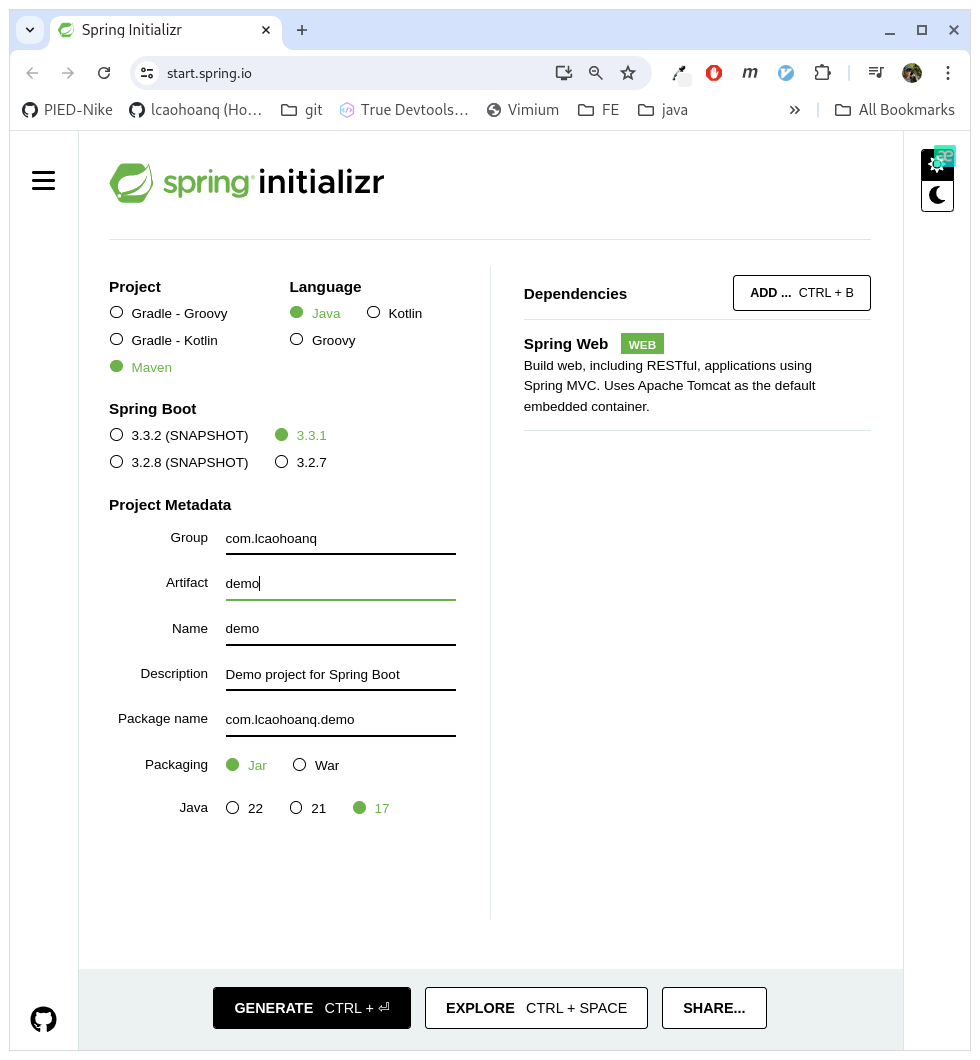 Spring Initializr
start.spring.io
m
PIED-Nike lcaohoanq (Ho... git True Devtools... Vimium FE java » All Bookmarks
æ
spring initializr
Project
Gradle - Groovy
Gradle - Kotlin
Maven
Language
Java Kotlin
Groovy
Spring Boot
3.3.2 (SNAPSHOT) 3.3.1
3.2.8 (SNAPSHOT) 3.2.7
Project Metadata
Group com.lcaohoanq
Artifact demo
Name demo
Description Demo project for Spring Boot
Package name com.lcaohoanq.demo
Packaging Jar War
Java 22 21 17
Dependencies ADD ... CTRL + B
Spring Web WEB
Build web, including RESTful, applications using
Spring MVC. Uses Apache Tomcat as the default
embedded container.
GENERATE CTRL + ⏎ EXPLORE CTRL + SPACE SHARE...